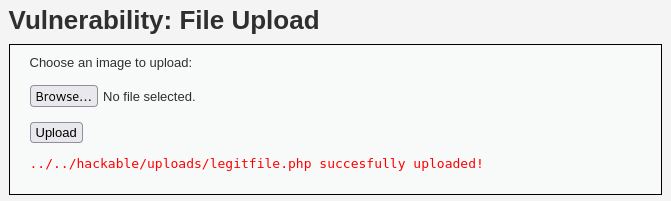 Vulnerability: File Upload
Choose an image to upload:
Browse... No file selected.
Upload
../../hackable/uploads/legitfile.php succesfully uploaded!